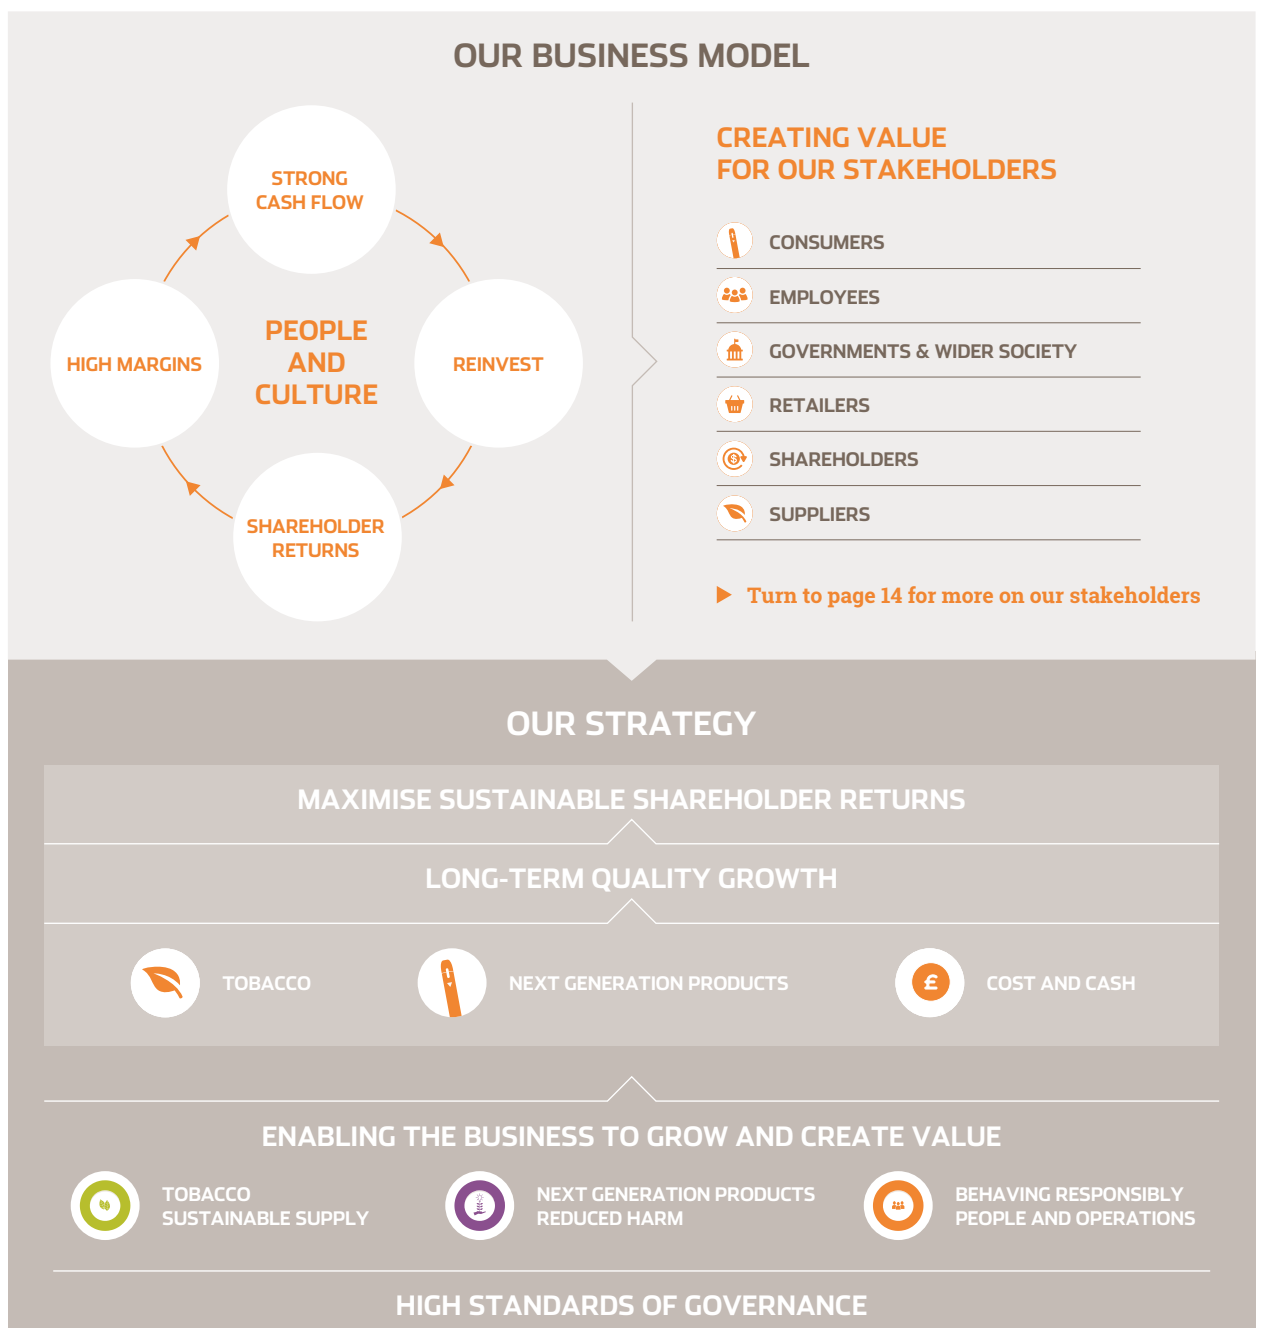 OUR BUSINESS MODEL
STRONG
CASH FLOW
HIGH MARGINS
PEOPLE
AND
CULTURE
REINVEST
SHAREHOLDER
RETURNS
CREATING VALUE
FOR OUR STAKEHOLDERS
CONSUMERS
EMPLOYEES
GOVERNMENTS & WIDER SOCIETY
RETAILERS
SHAREHOLDERS
SUPPLIERS
Turn to page 14 for more on our stakeholders
OUR STRATEGY
MAXIMISE SUSTAINABLE SHAREHOLDER RETURNS
LONG-TERM QUALITY GROWTH
TOBACCO
NEXT GENERATION PRODUCTS
£
COST AND CASH
ENABLING THE BUSINESS TO GROW AND CREATE VALUE
TOBACCO
SUSTAINABLE SUPPLY
NEXT GENERATION PRODUCTS
REDUCED HARM
BEHAVING RESPONSIBLY
PEOPLE AND OPERATIONS
HIGH STANDARDS OF GOVERNANCE